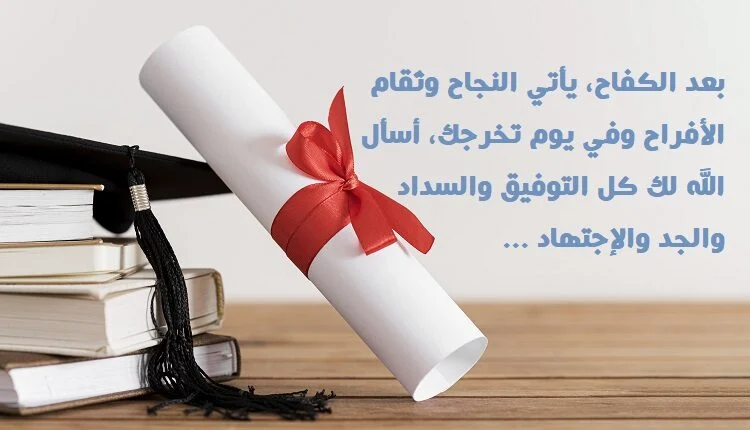 بعد الكفاح، يأتي النجاح وتقام
الأفراح وفي يوم تخرجك، أسأل
الله لك كل التوفيق والسداد
والجد والإجتهاد ...